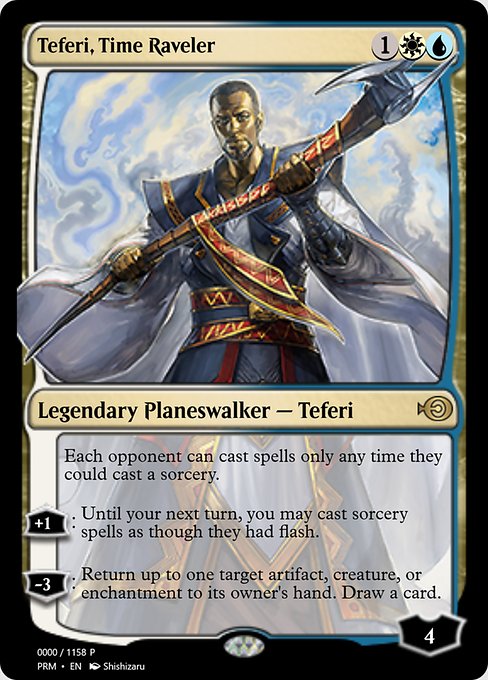 Teferi, Time Raveler 1
Legendary Planeswalker — Teferi
Each opponent can cast spells only any time they
could cast a sorcery.
+1 : Until your next turn, you may cast sorcery
spells as though they had flash.
-3 : Return up to one target artifact, creature, or
enchantment to its owner's hand. Draw a card.
4
0000 / 1158 P
PRM • EN Shishizaru